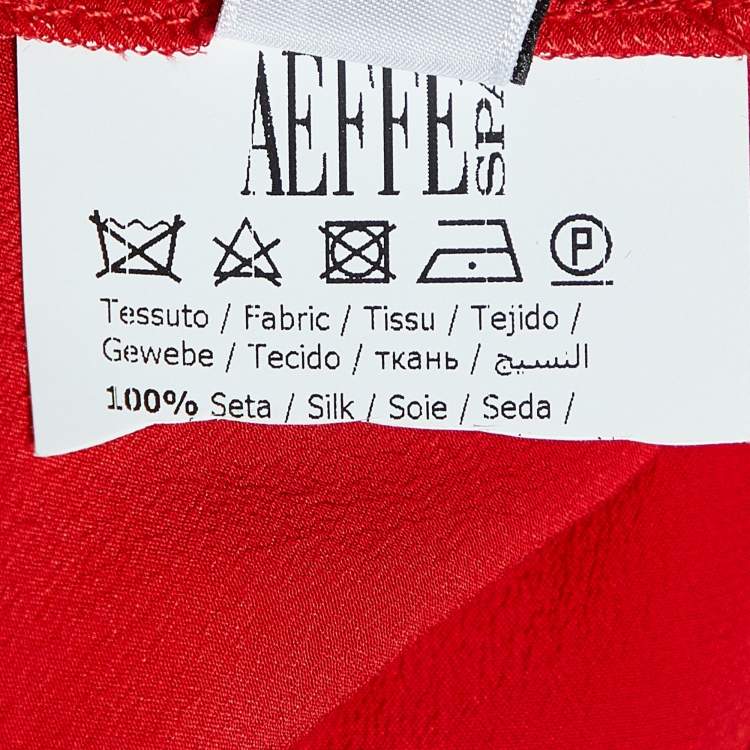 AEFFE SPA
Tessuto / Fabric / Tissu / Tejido /
Gewebe / Tecido / ткань / النسيج
100% Seta / Silk / Soie / Seda /
P